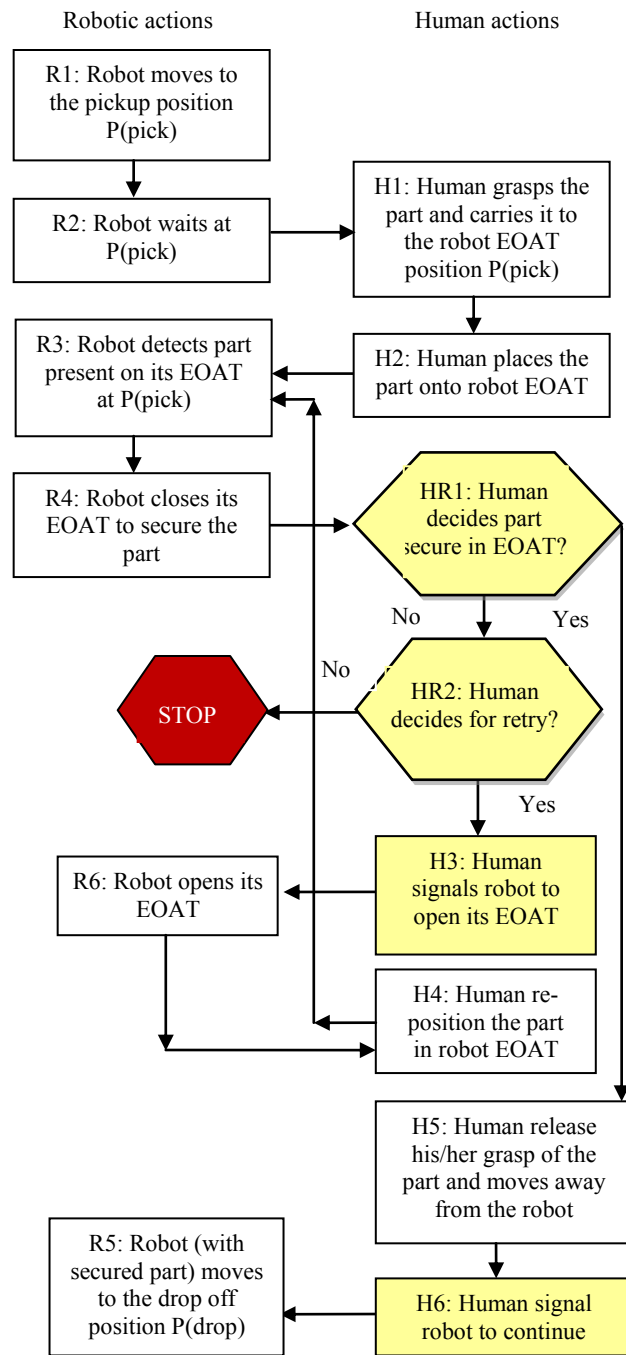 Robotic actions
Human actions
R1: Robot moves to
the pickup position
P(pick)
R2: Robot waits at
P(pick)
H1: Human grasps the
part and carries it to
the robot EOAT
position P(pick)
R3: Robot detects part
present on its EOAT
at P(pick)
H2: Human places the
part onto robot EOAT
R4: Robot closes its
EOAT to secure the
part
HR1: Human
decides part
secure in EOAT?
No
Yes
No
STOP
HR2: Human
decides for retry?
Yes
R6: Robot opens its
EOAT
H3: Human
signals robot to
open its EOAT
H4: Human re-
position the part
in robot EOAT
H5: Human release
his/her grasp of the
part and moves away
from the robot
R5: Robot (with
secured part) moves
to the drop off
position P(drop)
H6: Human signal
robot to continue